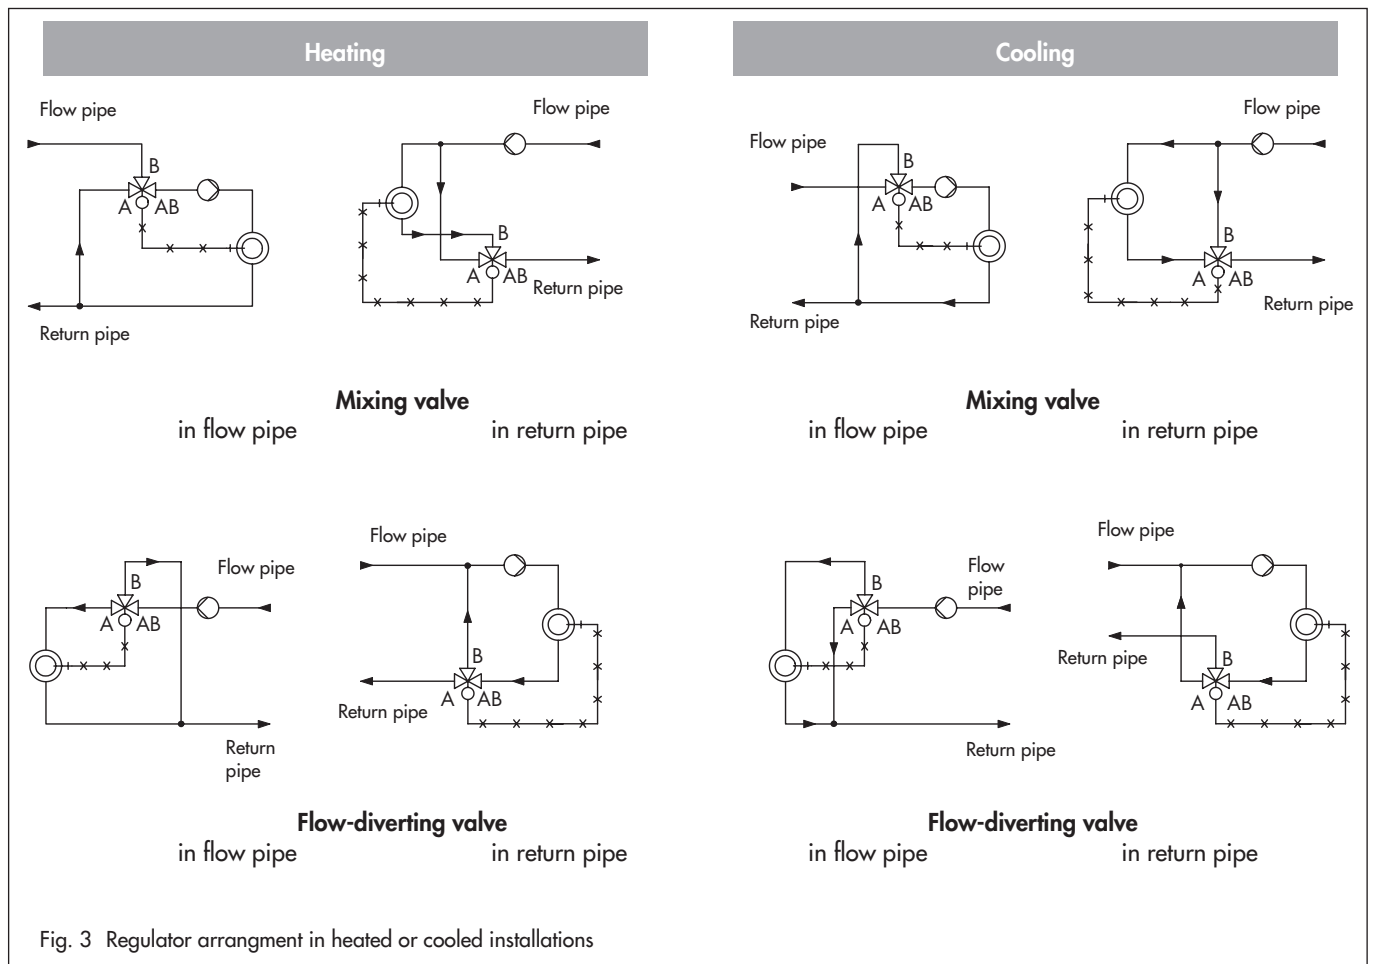 Heating
Cooling
Flow pipe
B
A
AB
Return pipe
Flow pipe
B
A
AB
Return pipe
Flow pipe
B
A
AB
Return pipe
Flow pipe
B
A
AB
Return pipe
Mixing valve
in flow pipe
in return pipe
Mixing valve
in flow pipe
in return pipe
B
A
AB
Flow pipe
Return
pipe
Flow pipe
B
A
AB
Return pipe
Flow
pipe
B
A
AB
Return pipe
Flow pipe
Return pipe
B
A
AB
Flow-diverting valve
in flow pipe
in return pipe
Flow-diverting valve
in flow pipe
in return pipe
Fig. 3 Regulator arrangment in heated or cooled installations